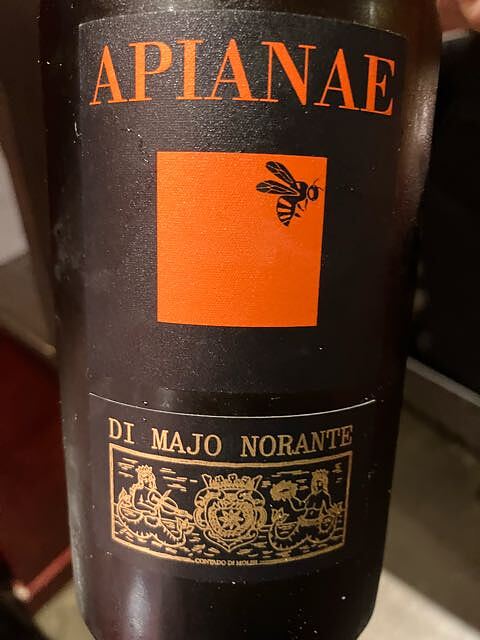 APIANAE
DI MAJO NORANTE
CONTADO DI MOLISE